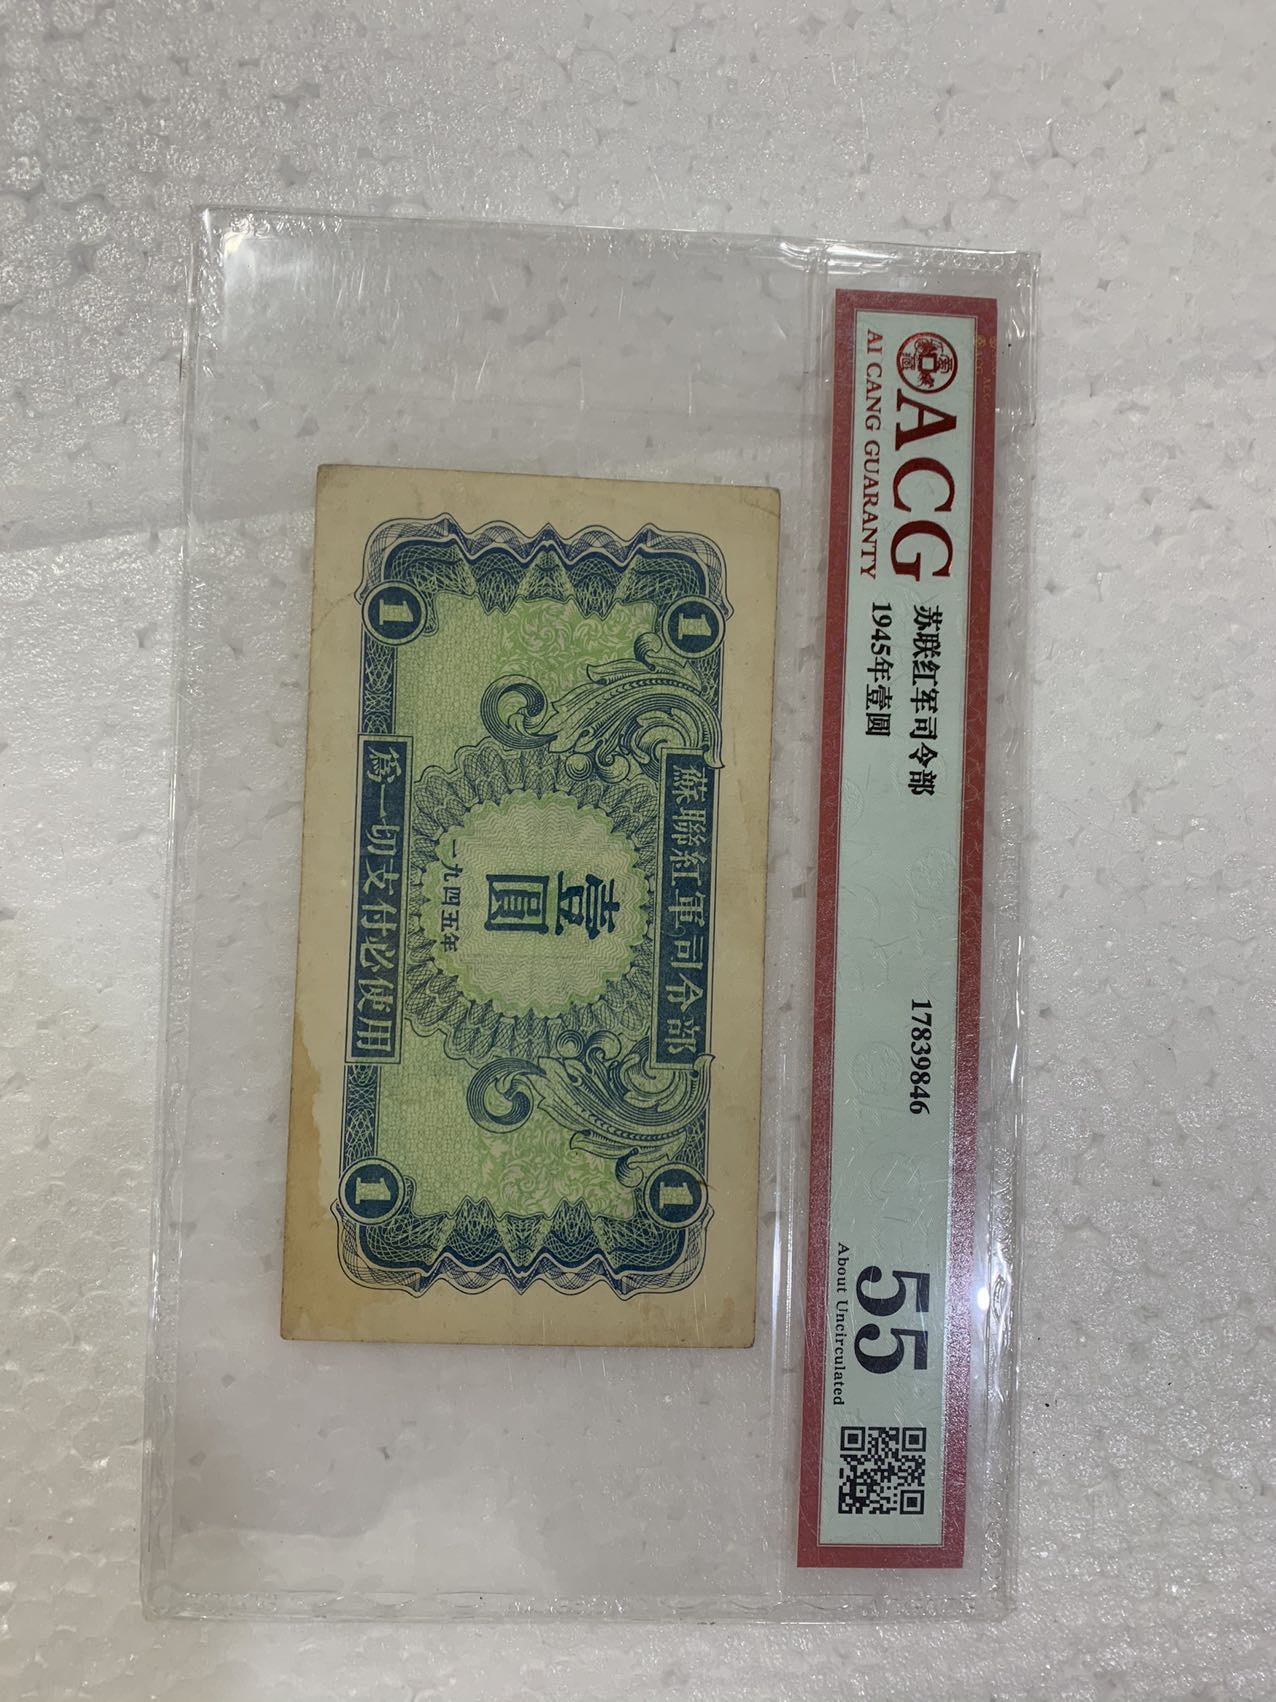 ACG
AI CANG GUARANTY
苏联红军司令部
1945年壹圆
17839846
55
About Uncirculated
1
1
蘇聯紅軍司令部
壹圓
一九四五年
為一切支付必使用
1
1